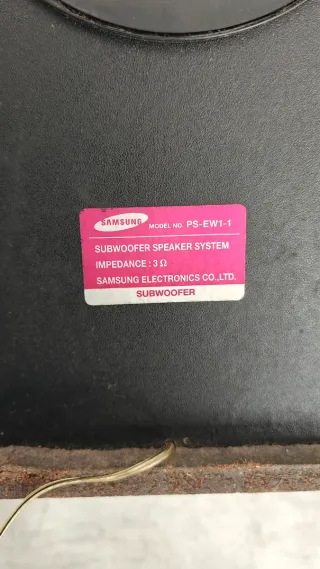 SAMSUNG MODEL NO. PS-EW1-1
SUBWOOFER SPEAKER SYSTEM
IMPEDANCE : 3 Ω
SAMSUNG ELECTRONICS CO.,LTD.
SUBWOOFER